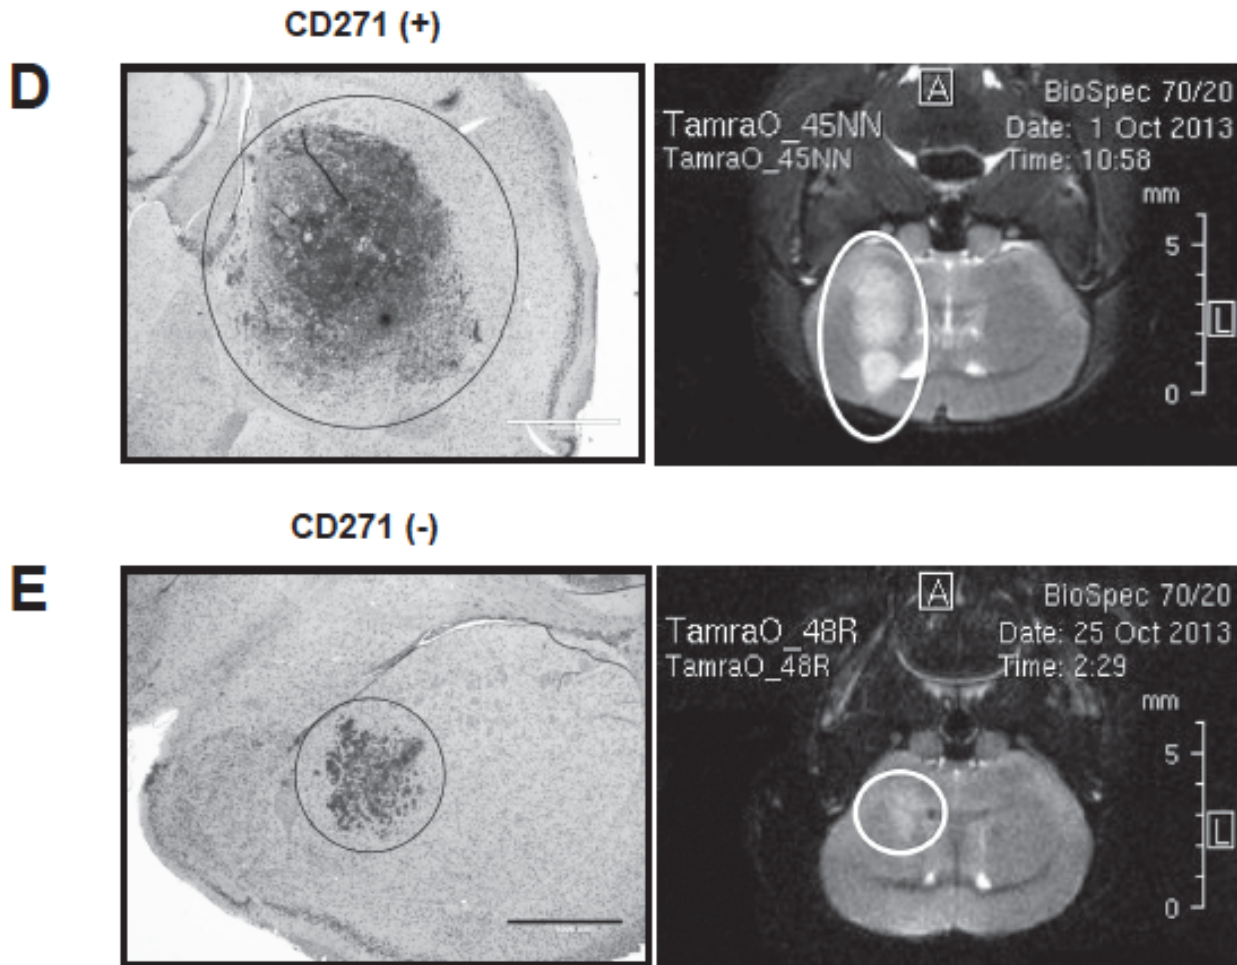 CD271 (+)
D
A
BioSpec 70/20
TamraO_45NN
Date: 1 Oct 2013
TamraO_45NN
Time: 10:58
mm
5
L
0
CD271 (-)
E
A
BioSpec 70/20
TamraO_48R
Date: 25 Oct 2013
TamraO_48R
Time: 2:29
mm
5
L
0